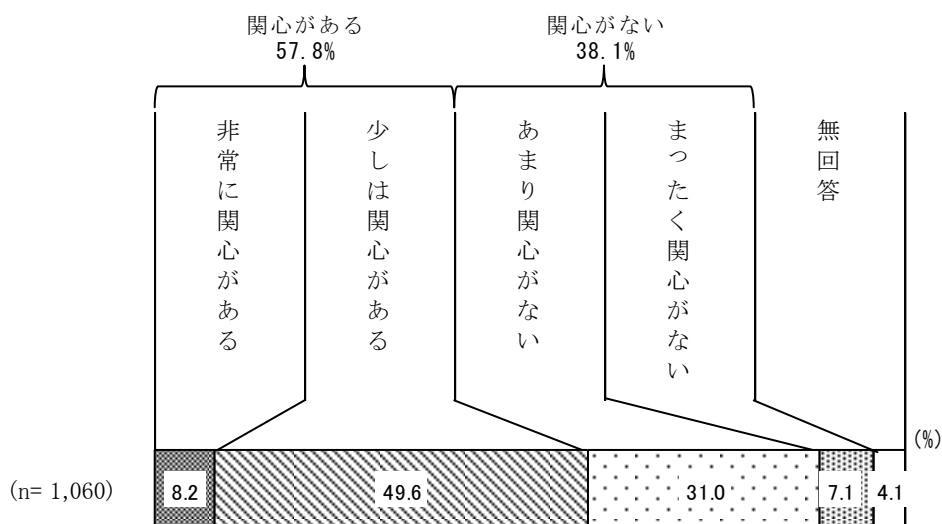 関心がある
57.8%
関心がない
38.1%
非常に関心がある
少しは関心がある
あまり関心がない
まったく関心がない
無回答
(%)
(n= 1,060)
8.2
49.6
31.0
7.1
4.1